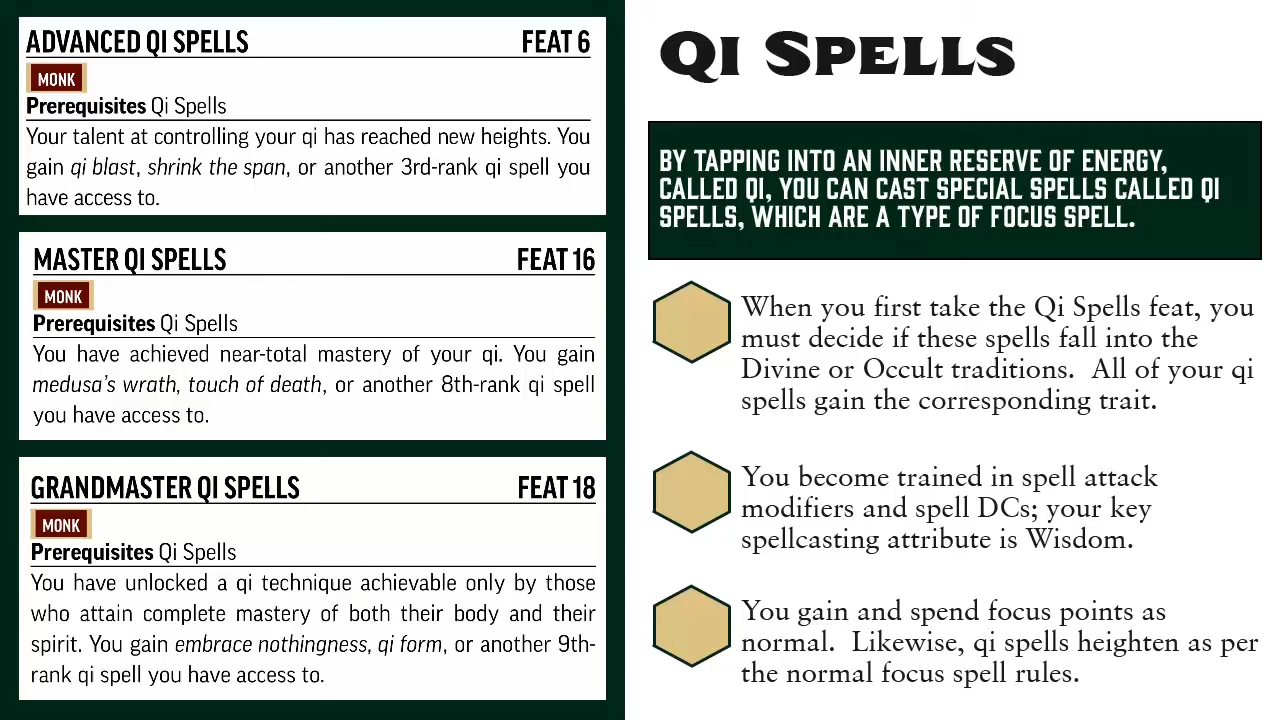 ADVANCED QI SPELLS FEAT 6
MONK
Prerequisites Qi Spells
Your talent at controlling your qi has reached new heights. You
gain qi blast, shrink the span, or another 3rd-rank qi spell you
have access to.
MASTER QI SPELLS FEAT 16
MONK
Prerequisites Qi Spells
You have achieved near-total mastery of your qi. You gain
medusa's wrath, touch of death, or another 8th-rank qi spell
you have access to.
GRANDMASTER QI SPELLS FEAT 18
MONK
Prerequisites Qi Spells
You have unlocked a qi technique achievable only by those
who attain complete mastery of both their body and their
spirit. You gain embrace nothingness, qi form, or another 9th-
rank qi spell you have access to.
QI SPELLS
BY TAPPING INTO AN INNER RESERVE OF ENERGY,
CALLED QI, YOU CAN CAST SPECIAL SPELLS CALLED QI
SPELLS, WHICH ARE A TYPE OF FOCUS SPELL.
When you first take the Qi Spells feat, you
must decide if these spells fall into the
Divine or Occult traditions. All of your qi
spells gain the corresponding trait.
You become trained in spell attack
modifiers and spell DCs; your key
spellcasting attribute is Wisdom.
You gain and spend focus points as
normal. Likewise, qi spells heighten as per
the normal focus spell rules.